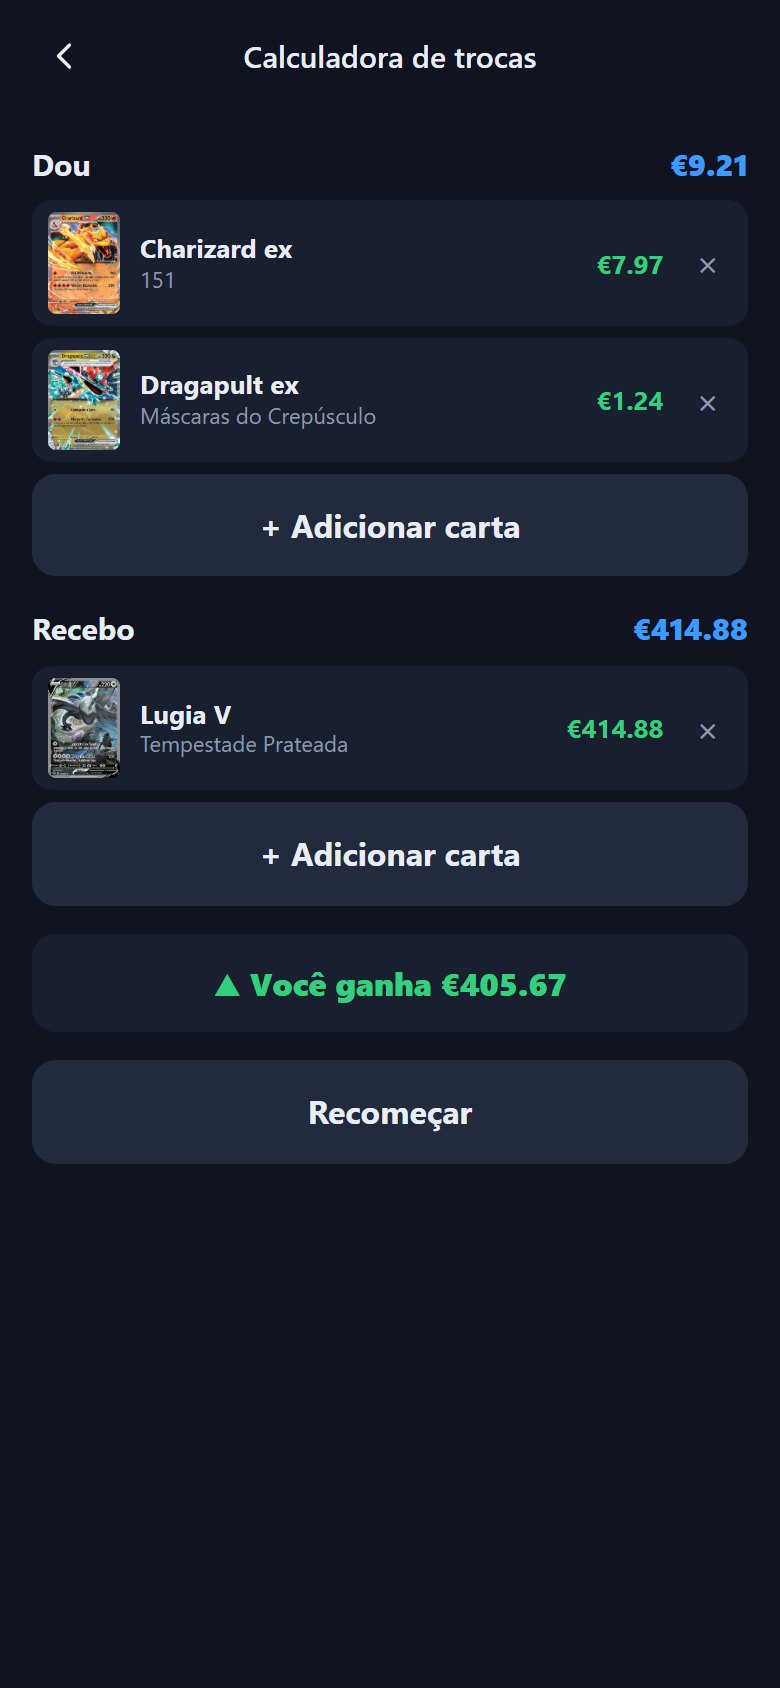 Calculadora de trocas
Dou
€9.21
Charizard ex
151
€7.97
×
Dragapult ex
Máscaras do Crepúsculo
€1.24
×
+ Adicionar carta
Recebo
€414.88
Lugia V
Tempestade Prateada
€414.88
×
+ Adicionar carta
▲ Você ganha €405.67
Recomeçar